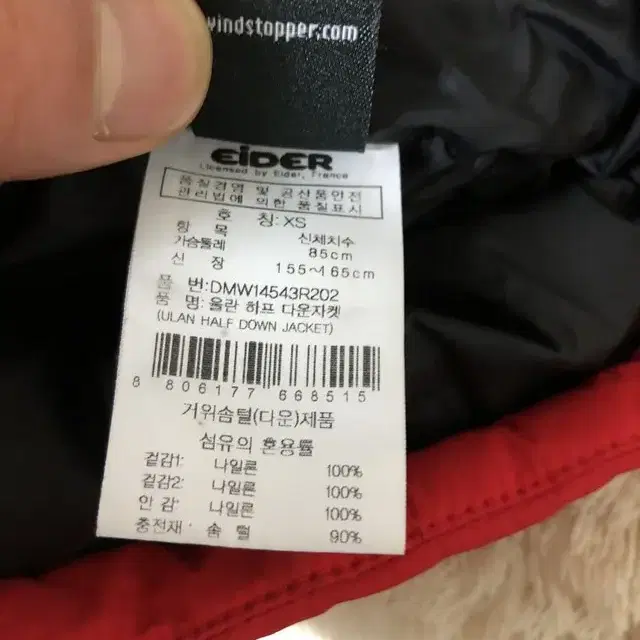 windstopper.com
EiDER
Licensed by Eider, France
품질경영 및 공산품안전
관리법에 의한 품질표시
호 칭: XS
항 목 신체치수
가슴둘레 85cm
신 장 155~165cm
품 번:DMW14543R202
품 명: 울란 하프 다운자켓
(ULAN HALF DOWN JACKET)
8 806177 668515
거위솜털(다운)제품
섬유의 혼용률
겉감1: 나일론 100%
겉감2: 나일론 100%
안 감: 나일론 100%
충전재: 솜 털 90%